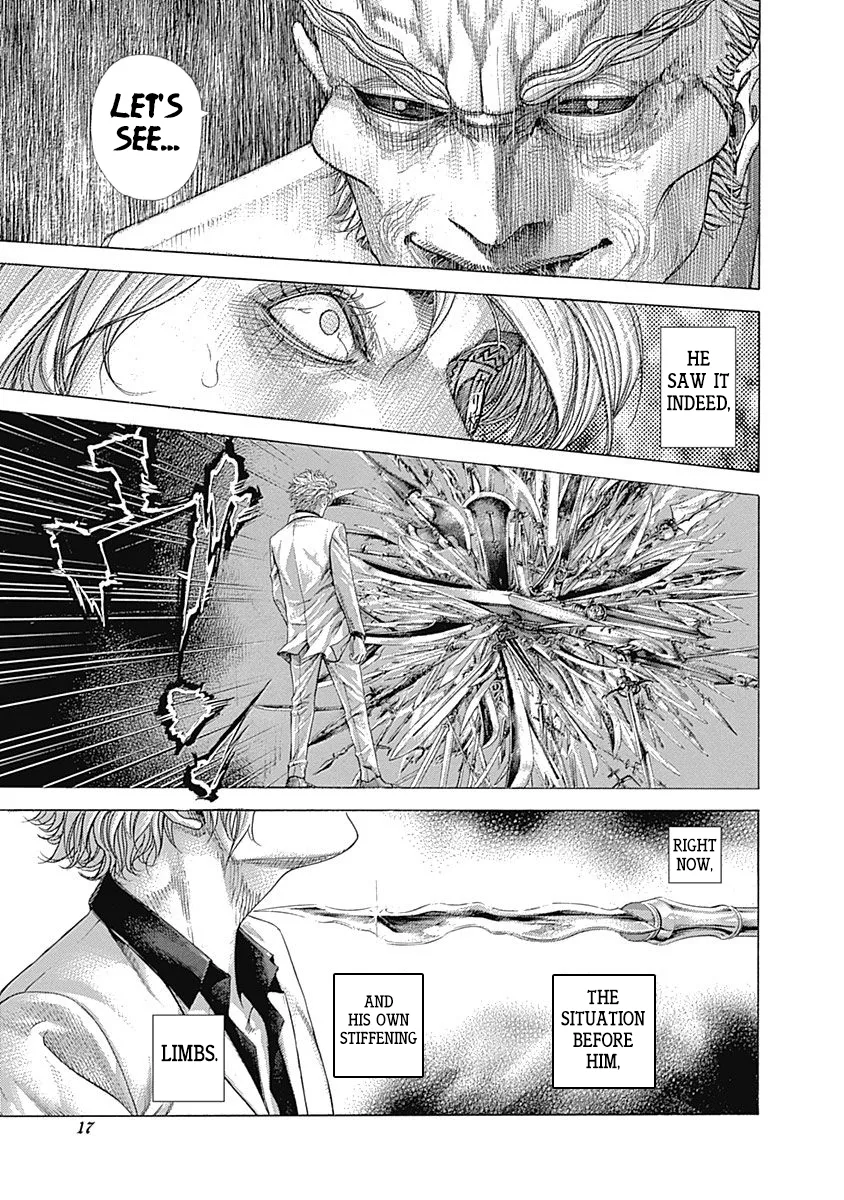 LET'S
SEE...
HE
SAW IT
INDEED,
RIGHT
NOW,
THE
SITUATION
BEFORE
HIM,
AND
HIS OWN
STIFFENING
LIMBS.
17